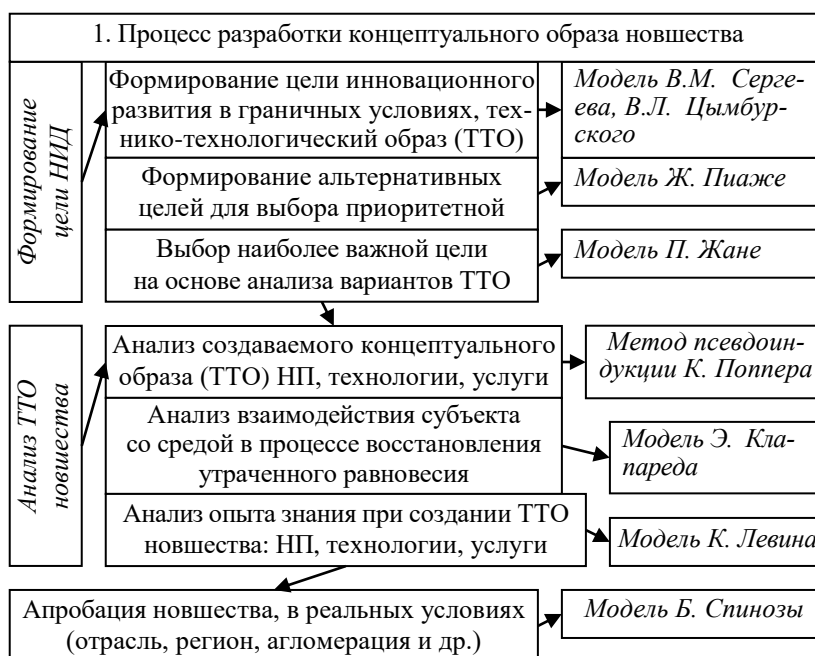 1. Процесс разработки концептуального образа новшества
Формирование
цели НИД
Формирование цели инновационного
развития в граничных условиях, тех-
нико-технологический образ (ТТО)
Модель В.М. Серге-
ева, В.Л. Цымбур-
ского
Формирование альтернативных
целей для выбора приоритетной
Модель Ж. Пиаже
Выбор наиболее важной цели
на основе анализа вариантов ТТО
Модель П. Жане
Анализ ТТО
новшества
Анализ создаваемого концептуального
образа (ТТО) НП, технологии, услуги
Метод псевдоин-
дукции К. Поппера
Анализ взаимодействия субъекта
со средой в процессе восстановления
утраченного равновесия
Модель Э. Кла-
пареда
Анализ опыта знания при создании ТТО
новшества: НП, технологии, услуги
Модель К. Левина
Апробация новшества, в реальных условиях
(отрасль, регион, агломерация и др.)
Модель Б. Спинозы